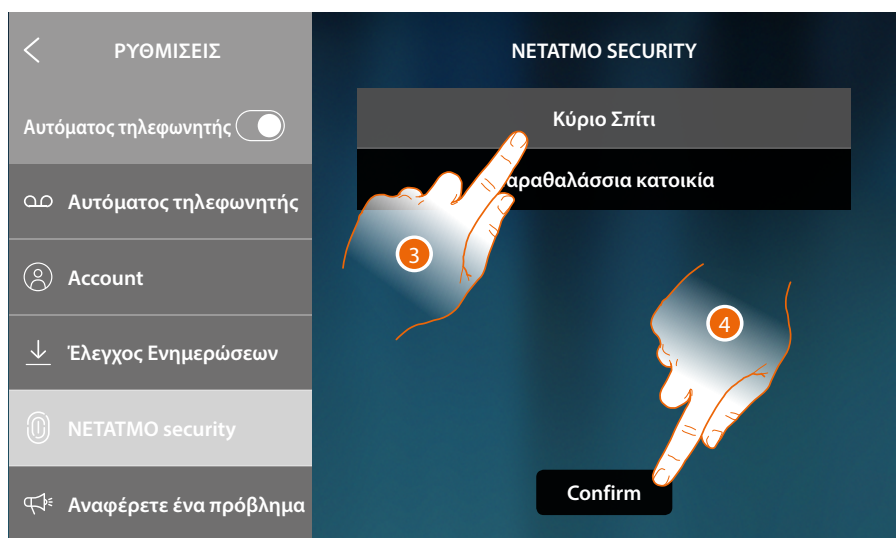 ΡΥΘΜΙΣΕΙΣ
Αυτόματος τηλεφωνητής
Αυτόματος τηλεφωνητής
Account
Έλεγχος Ενημερώσεων
NETATMO security
Αναφέρετε ένα πρόβλημα
NETATMO SECURITY
Κύριο Σπίτι
αραθαλάσσια κατοικία
3
4
Confirm